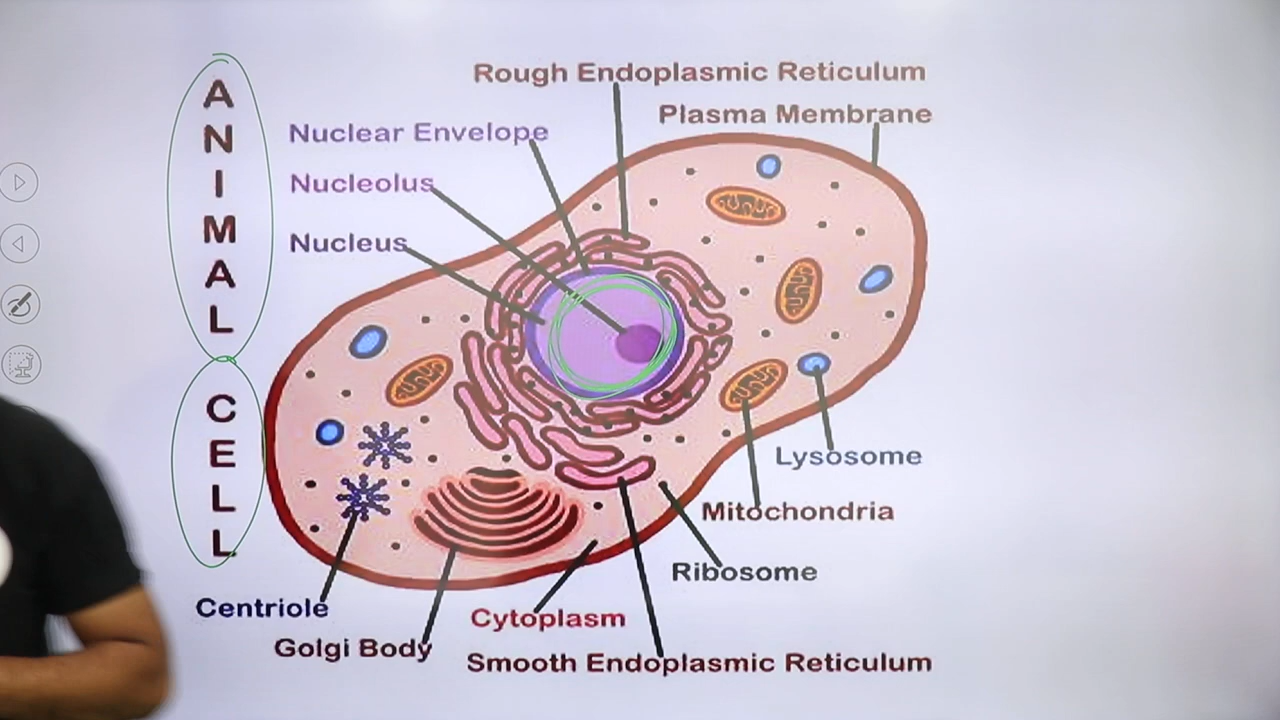 ANIMAL
CELL
Rough Endoplasmic Reticulum
Plasma Membrane
Nuclear Envelope
Nucleolus
Nucleus
Lysosome
Mitochondria
Ribosome
Centriole
Cytoplasm
Golgi Body
Smooth Endoplasmic Reticulum